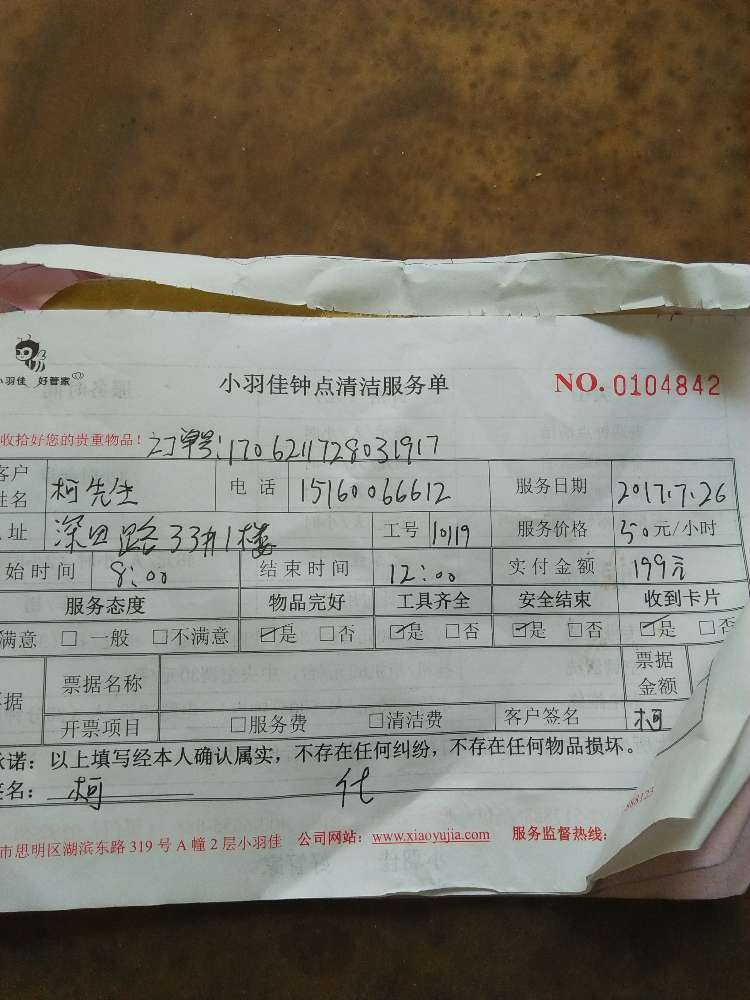 小羽佳 好管家
小羽佳钟点清洁服务单 NO. 0104842
收拾好您的贵重物品! 订单号:1706211728031917
客户姓名 柯先生 电话 15160066612 服务日期 2017.7.26
址 深田路33#1楼 工号 10119 服务价格 50元/小时
始时间 8:00 结束时间 12:00 实付金额 199元
服务态度 物品完好 工具齐全 安全结束 收到卡片
满意 □一般 □不满意 ☑是 □否 ☑是 □否 ☑是 □否 ☑是 □否
据 票据名称 票据金额
开票项目 □服务费 □清洁费 客户签名 柯
承诺：以上填写经本人确认属实，不存在任何纠纷，不存在任何物品损坏。
签名： 柯 代
市思明区湖滨东路 319 号 A 幢 2 层小羽佳 公司网站：www.xiaoyujia.com 服务监督热线：